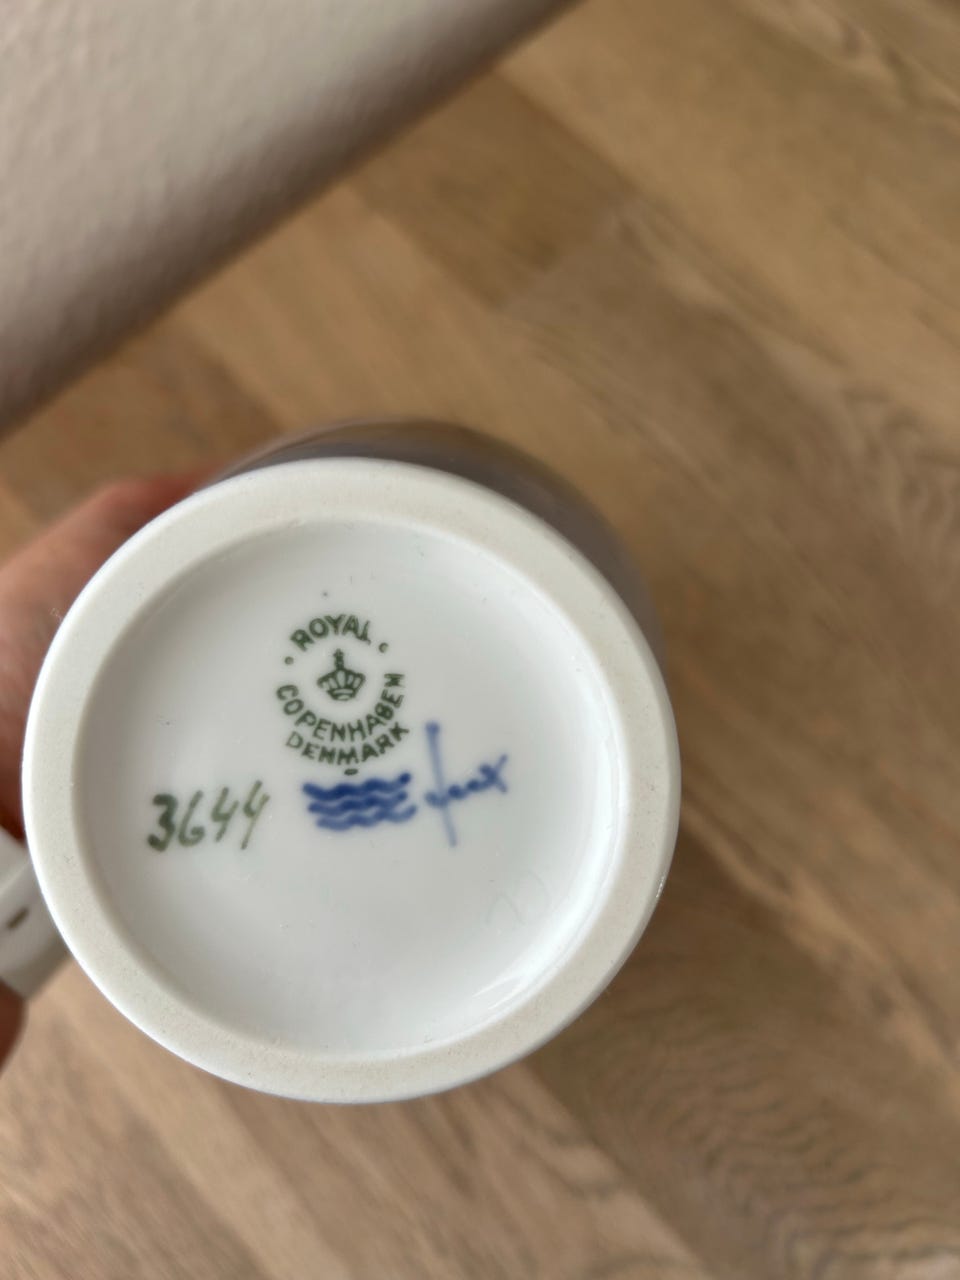 ROYAL
COPENHAGEN
DENMARK
3644